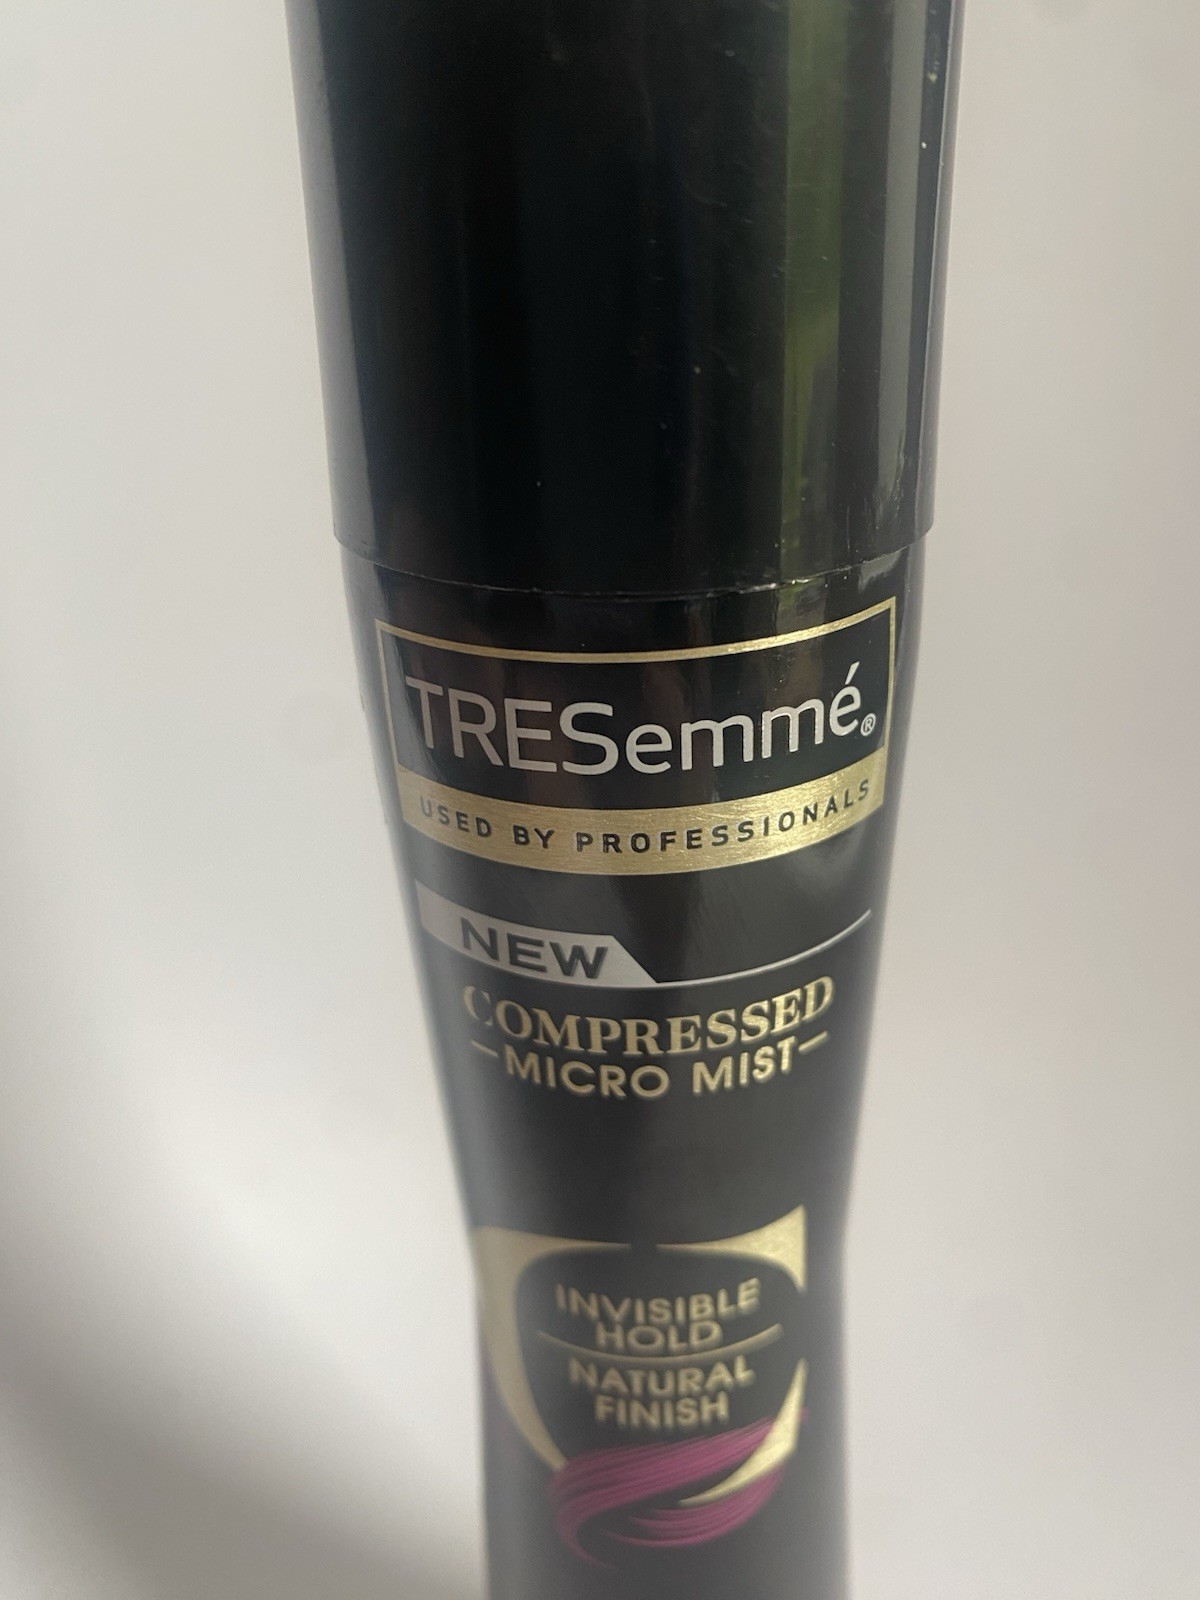 TRESemmé®
USED BY PROFESSIONALS
NEW
COMPRESSED
-MICRO MIST-
INVISIBLE
HOLD
NATURAL
FINISH